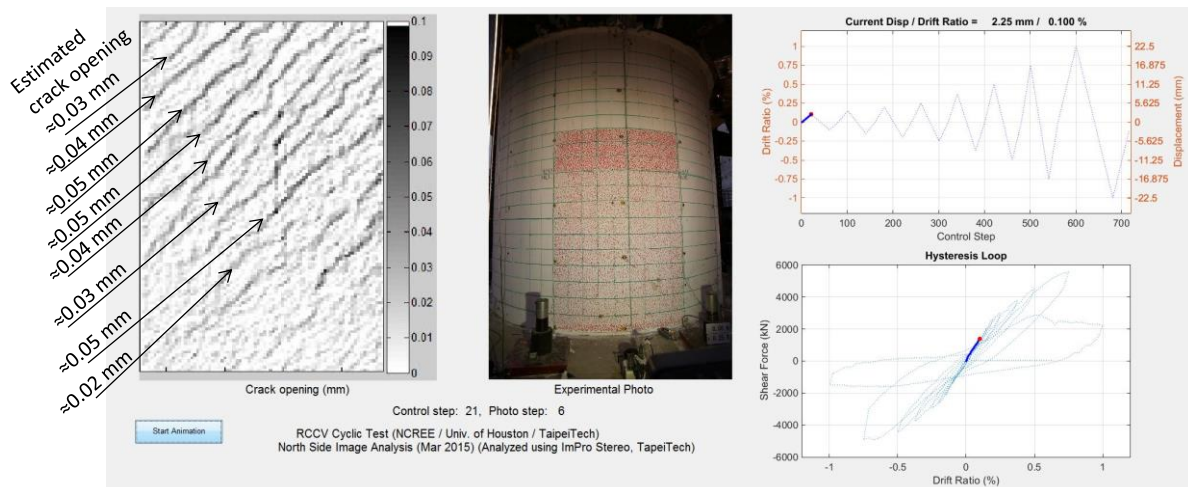 Estimated
crack opening
≈0.03 mm
≈0.04 mm
≈0.05 mm
≈0.05 mm
≈0.04 mm
≈0.03 mm
≈0.05 mm
≈0.02 mm
0.1
0.09
0.08
0.07
0.06
0.05
0.04
0.03
0.02
0.01
0
Crack opening (mm)
Experimental Photo
Control step: 21, Photo step: 6
Start Animation
RCCV Cyclic Test (NCREE / Univ. of Houston / TaipeiTech)
North Side Image Analysis (Mar 2015) (Analyzed using ImPro Stereo, TapeiTech)
Current Disp / Drift Ratio = 2.25 mm / 0.100 %
Drift Ratio (%)
1
0.75
0.5
0.25
0
-0.25
-0.5
-0.75
-1
22.5
16.875
11.25
5.625
0
-5.625
-11.25
-16.875
-22.5
Displacement (mm)
0 100 200 300 400 500 600 700
Control Step
Hysteresis Loop
Shear Force (kN)
6000
4000
2000
0
-2000
-4000
-6000
-1 -0.5 0 0.5 1
Drift Ratio (%)